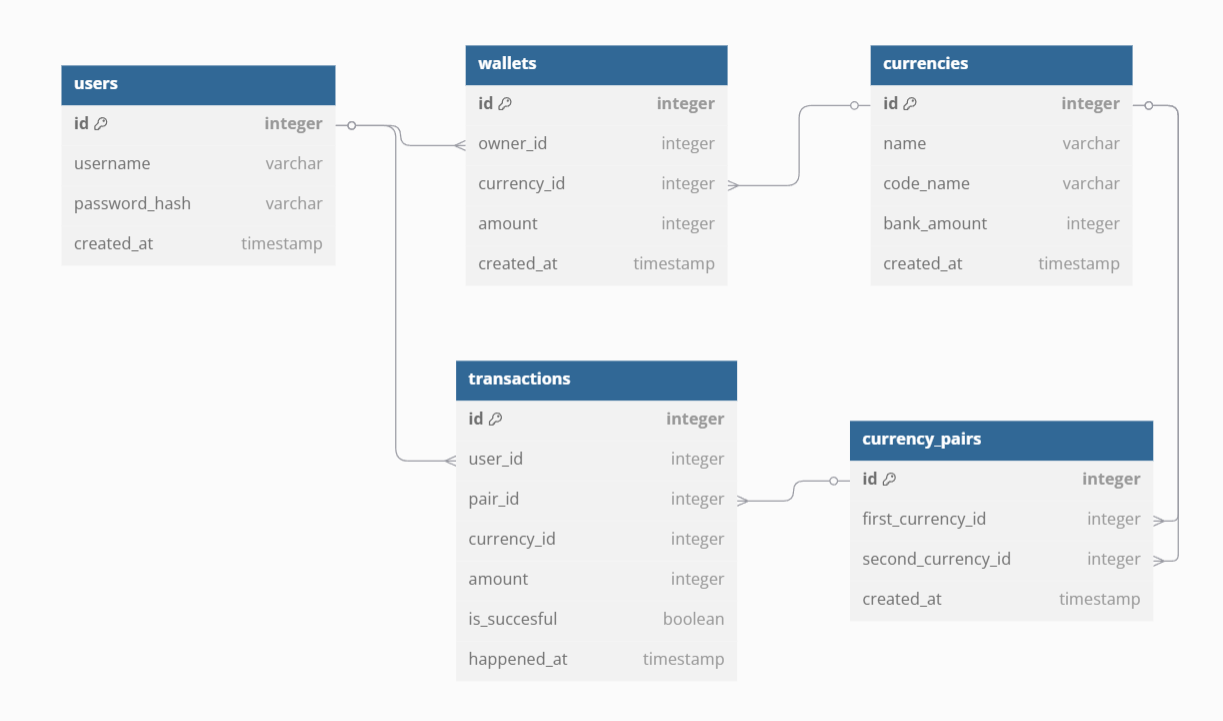 users
id integer
username varchar
password_hash varchar
created_at timestamp
wallets
id integer
owner_id integer
currency_id integer
amount integer
created_at timestamp
currencies
id integer
name varchar
code_name varchar
bank_amount integer
created_at timestamp
transactions
id integer
user_id integer
pair_id integer
currency_id integer
amount integer
is_succesful boolean
happened_at timestamp
currency_pairs
id integer
first_currency_id integer
second_currency_id integer
created_at timestamp